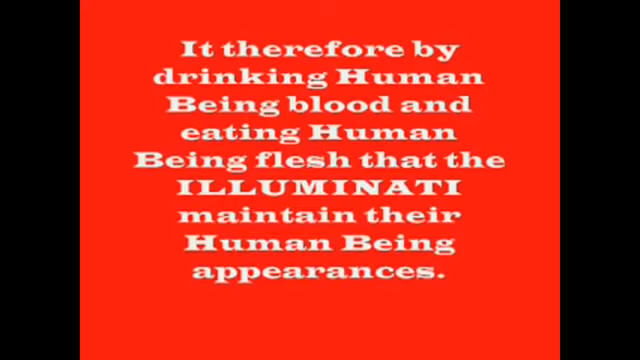 It therefore by
drinking Human
Being blood and
eating Human
Being flesh that the
ILLUMINATI
maintain their
Human Being
appearances.